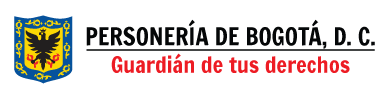 PERSONERÍA DE BOGOTÁ, D. C.
Guardián de tus derechos